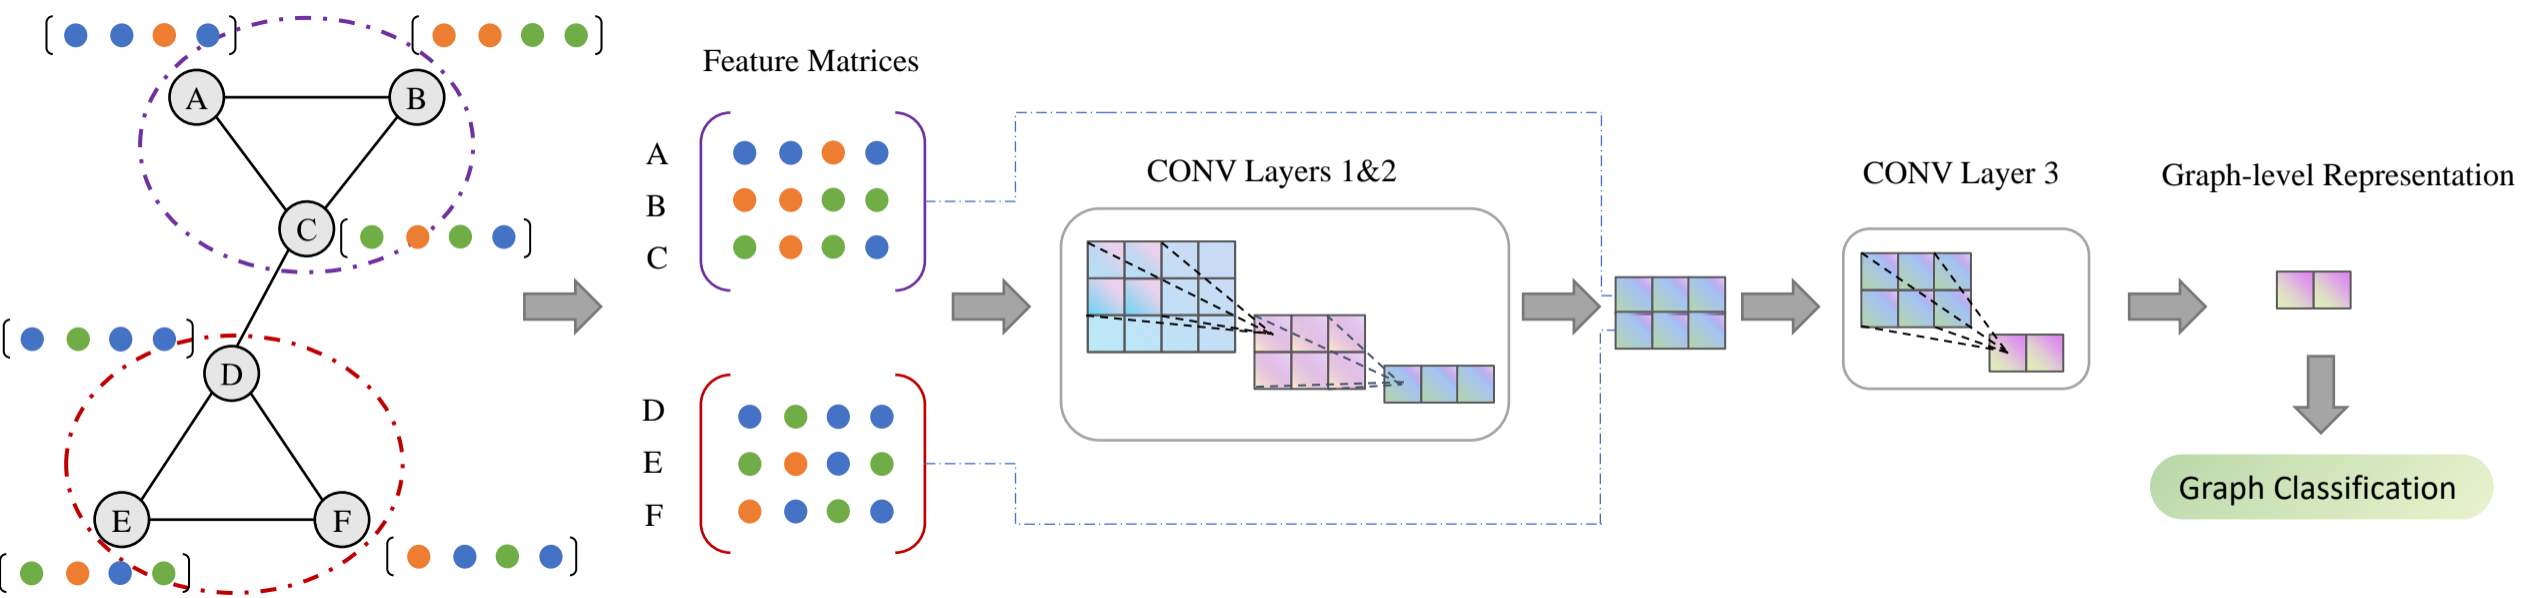 A
B
C
D
E
F
Feature Matrices
A
B
C
D
E
F
CONV Layers 1&2
CONV Layer 3
Graph-level Representation
Graph Classification